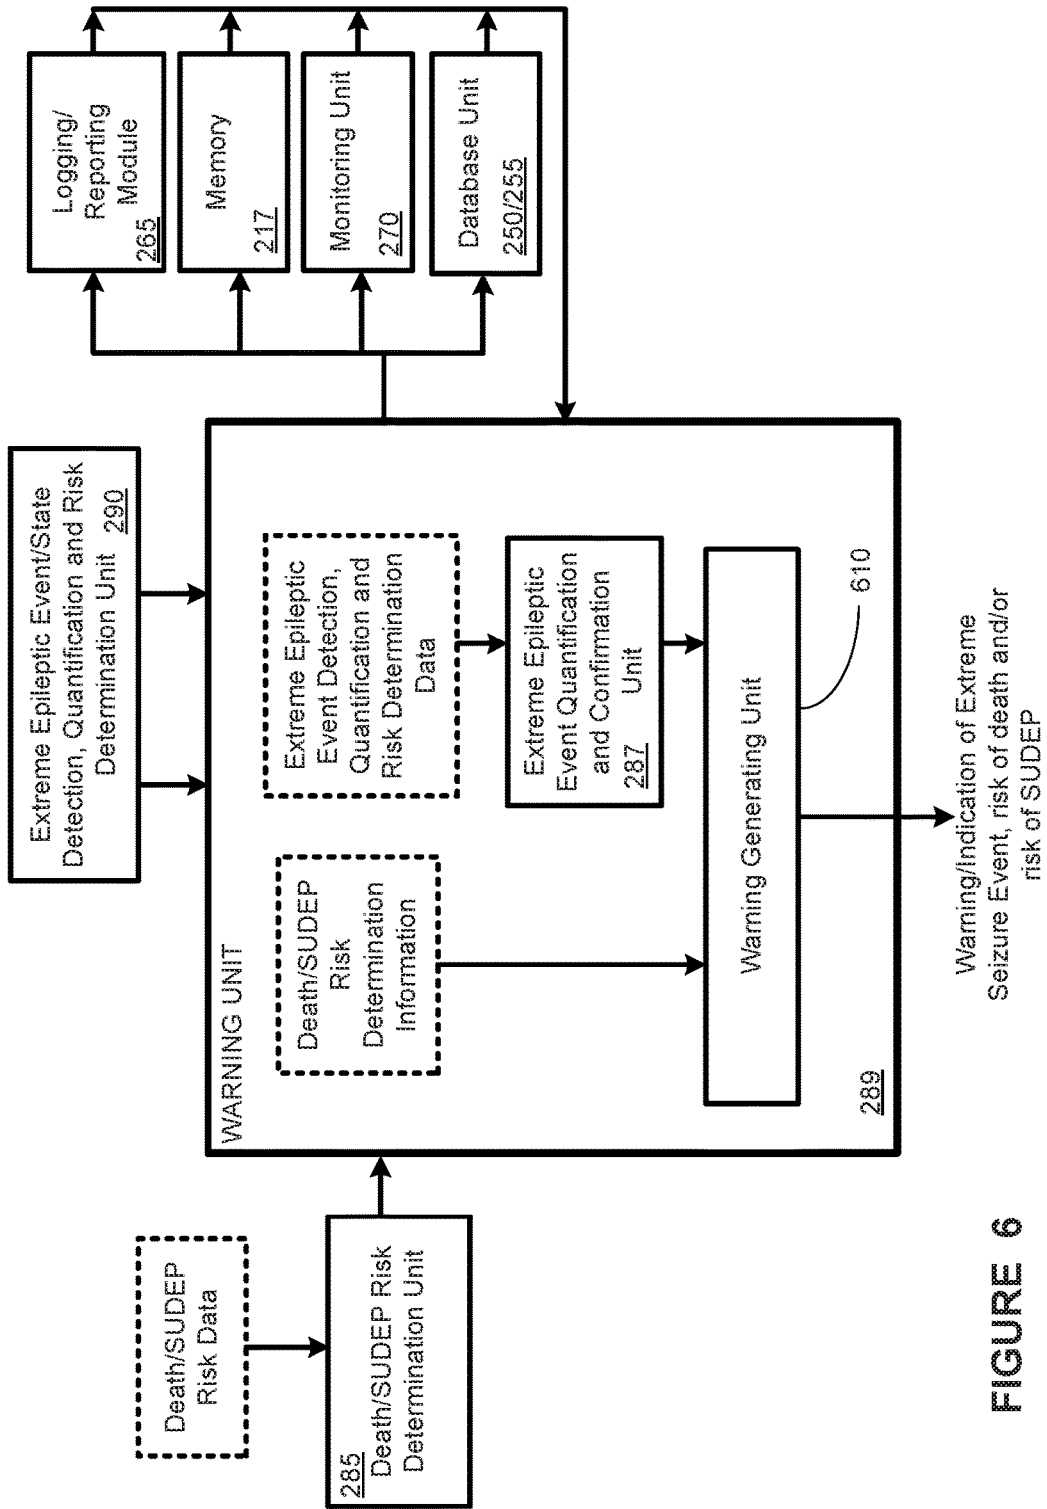 Death/SUDEP
Risk Data
285
Death/SUDEP Risk
Determination Unit
Extreme Epileptic Event/State
Detection, Quantification and Risk
Determination Unit 290
WARNING UNIT
Death/SUDEP
Risk
Determination
Information
Extreme Epileptic
Event Detection,
Quantification and
Risk Determination
Data
Extreme Epileptic
Event Quantification
and Confirmation
287 Unit
Warning Generating Unit
610
289
Warning/Indication of Extreme
Seizure Event, risk of death and/or
risk of SUDEP
Logging/
Reporting
Module
265
Memory
217
Monitoring Unit
270
Database Unit
250/255
FIGURE 6